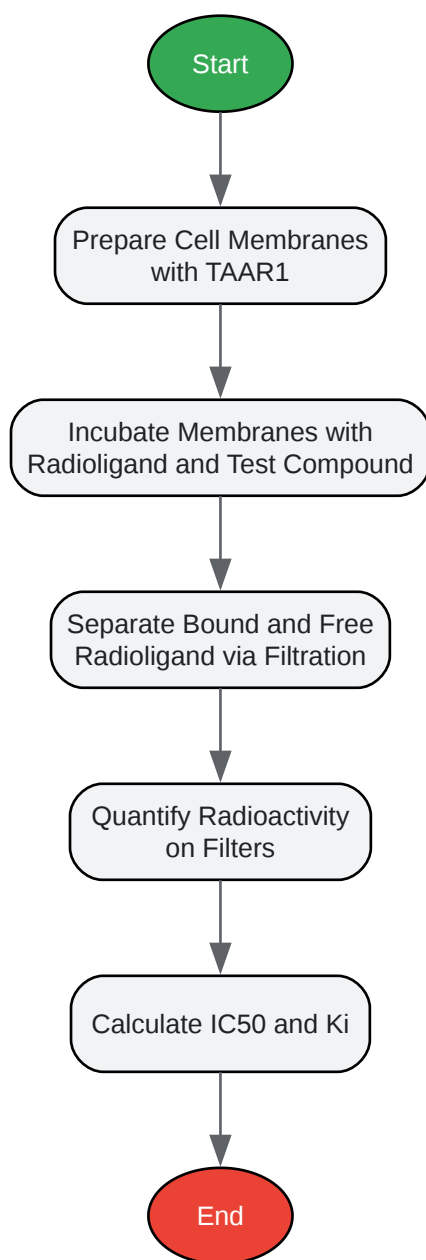 Start
Prepare Cell Membranes
with TAAR1
Incubate Membranes with
Radioligand and Test Compound
Separate Bound and Free
Radioligand via Filtration
Quantify Radioactivity
on Filters
Calculate IC50 and Ki
End